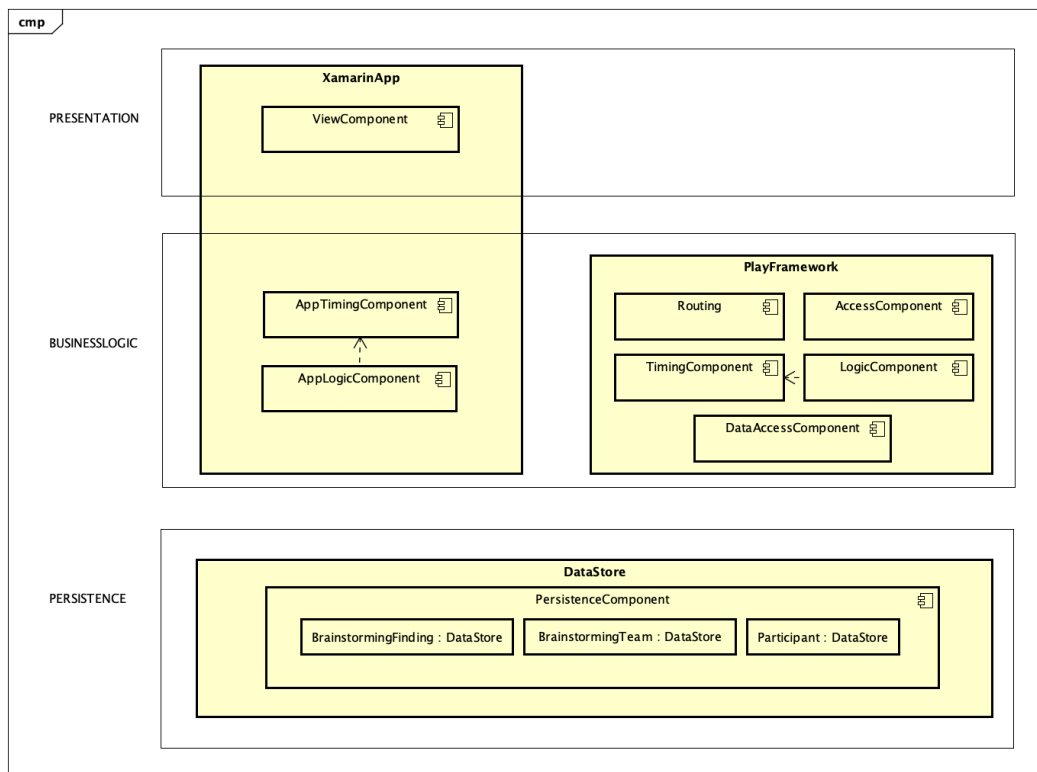 cmp
PRESENTATION
XamarinApp
ViewComponent
BUSINESSLOGIC
AppTimingComponent
AppLogicComponent
PlayFramework
Routing
AccessComponent
TimingComponent
LogicComponent
DataAccessComponent
PERSISTENCE
DataStore
PersistenceComponent
BrainstormingFinding : DataStore
BrainstormingTeam : DataStore
Participant : DataStore